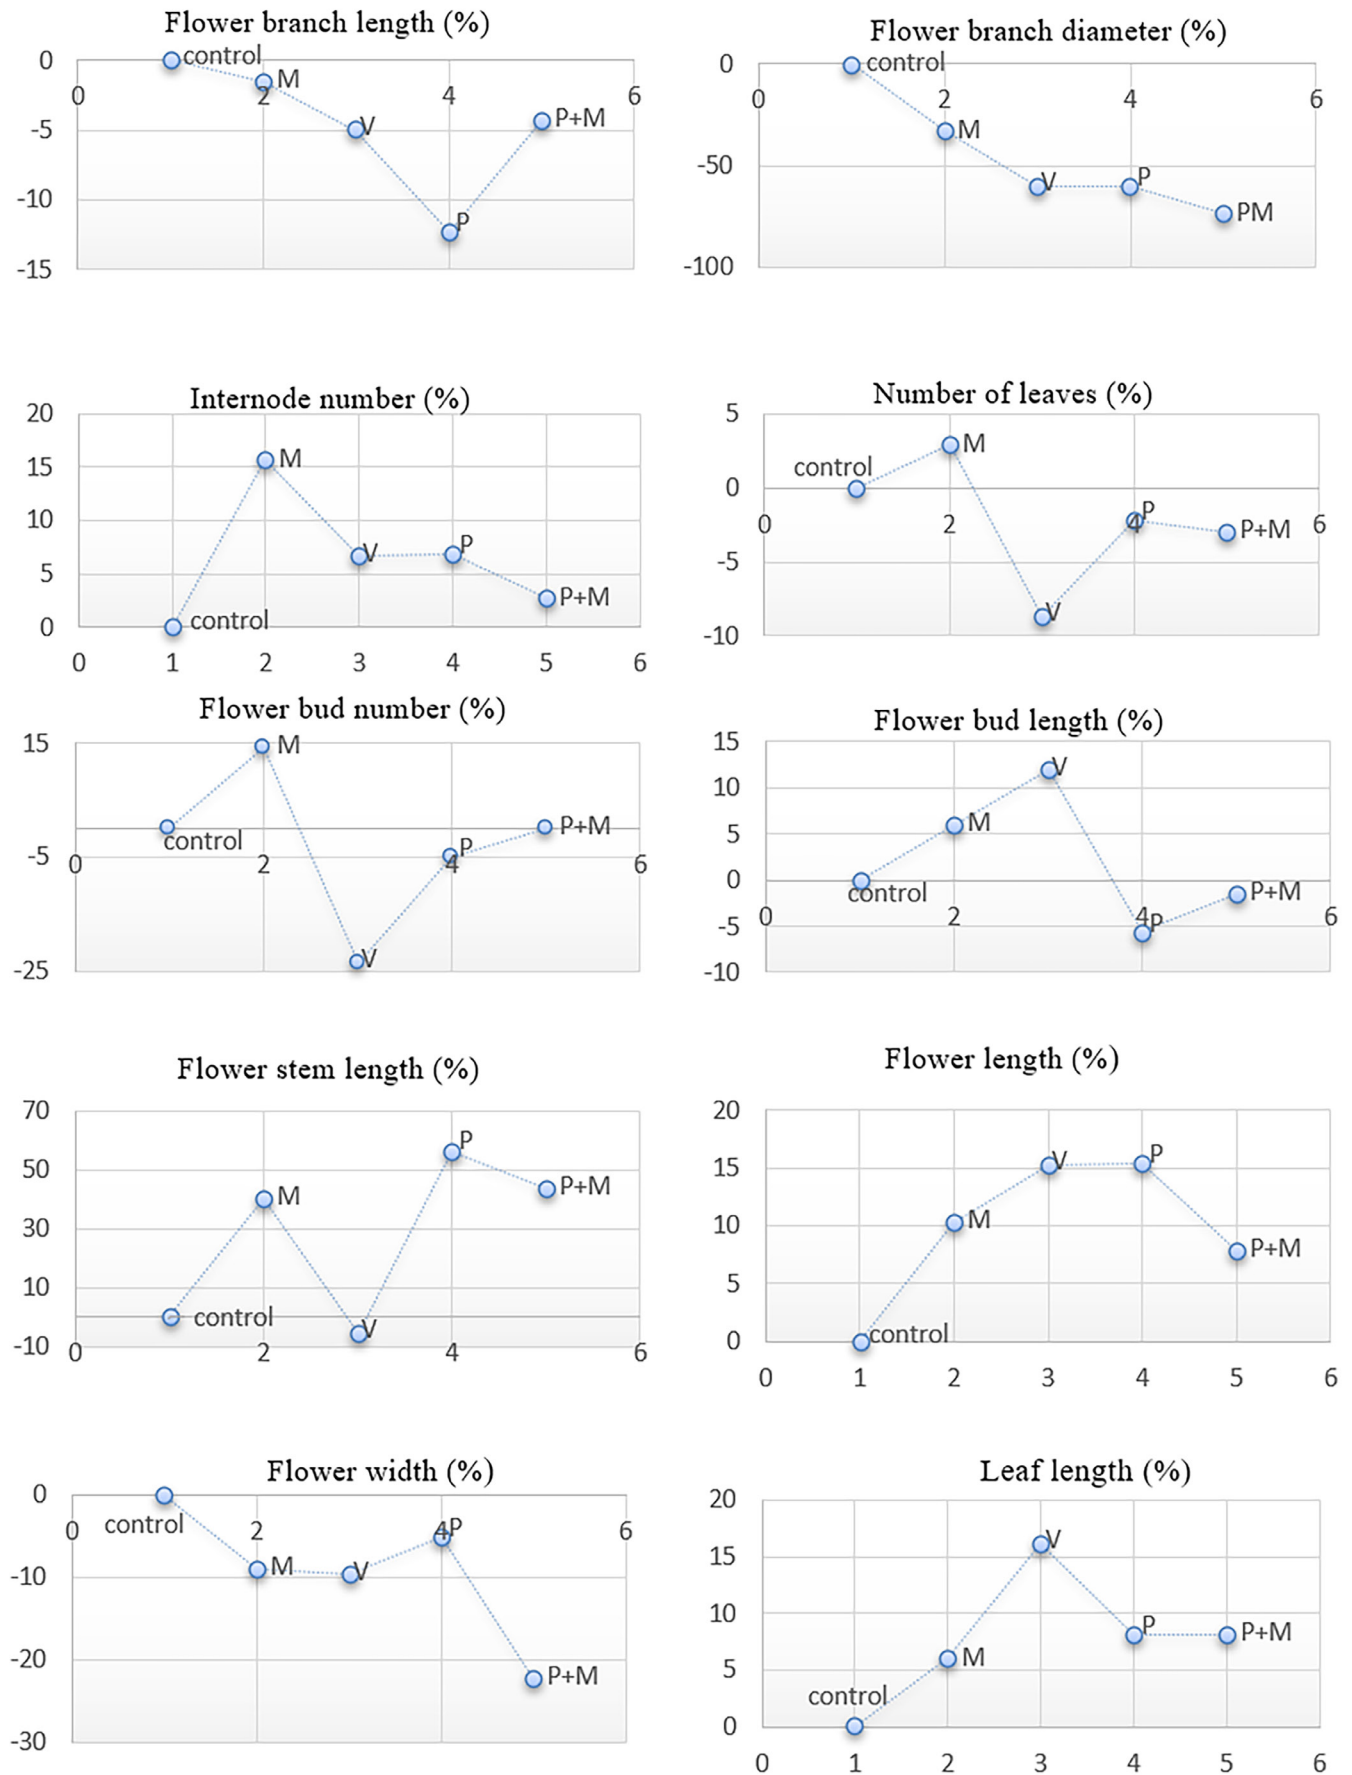 Flower branch length (%)
0
control
M
0
2
4
6
-5
V
P+M
-10
P
-15
Flower branch diameter (%)
0
control
0
2
4
6
M
-50
V
P
PM
-100
Internode number (%)
20
15
M
10
5
V
P
P+M
0
control
0
1
2
3
4
5
6
Number of leaves (%)
5
M
control
0
0
2
4
P
P+M
6
-5
V
-10
Flower bud number (%)
15
M
control
P
P+M
-5
0
2
4
6
V
-25
Flower bud length (%)
15
V
10
M
5
0
control
P+M
0
2
4
6
P
-5
-10
Flower stem length (%)
70
P
50
M
P+M
30
10
control
V
-10
0
2
4
6
Flower length (%)
20
15
V
P
10
M
P+M
5
0
control
0
1
2
3
4
5
6
Flower width (%)
0
0
control
2
4
P
6
M
V
-10
-20
P+M
-30
Leaf length (%)
20
V
15
10
P
P+M
5
M
control
0
0
1
2
3
4
5
6